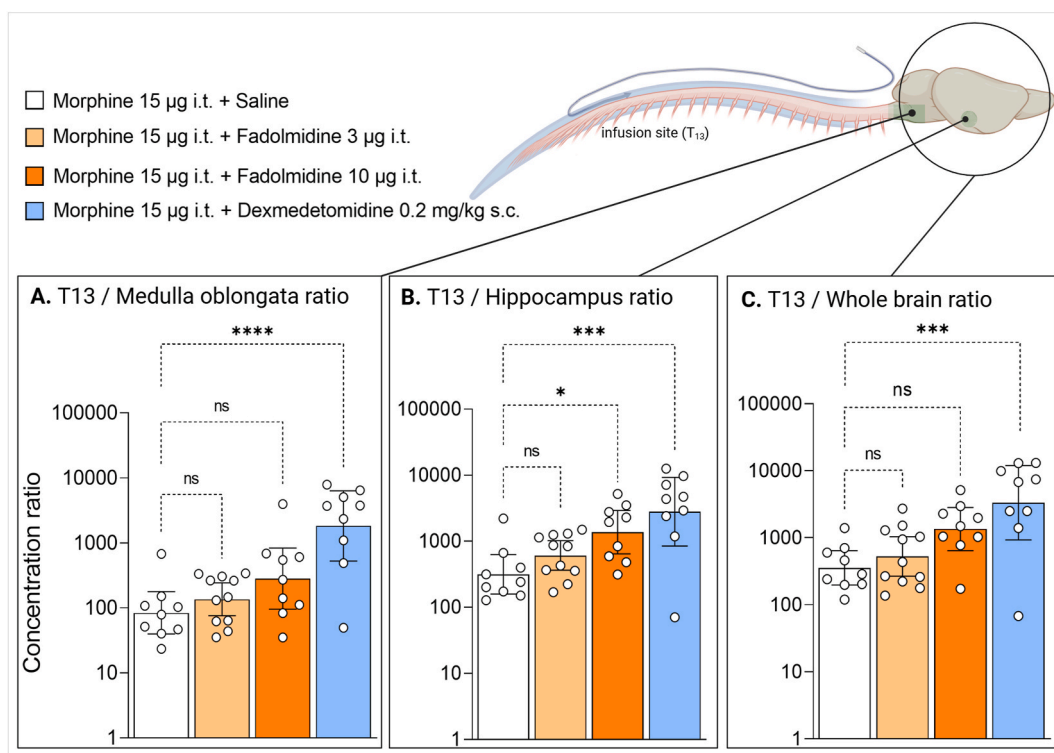 Morphine 15 µg i.t. + Saline
Morphine 15 µg i.t. + Fadolmidine 3 µg i.t.
Morphine 15 µg i.t. + Fadolmidine 10 µg i.t.
Morphine 15 µg i.t. + Dexmedetomidine 0.2 mg/kg s.c.
infusion site (T₁₃)
A. T13 / Medulla oblongata ratio
****
ns
ns
100000
10000
1000
100
10
1
Concentration ratio
B. T13 / Hippocampus ratio
***
*
ns
100000
10000
1000
100
10
1
C. T13 / Whole brain ratio
***
ns
ns
100000
10000
1000
100
10
1